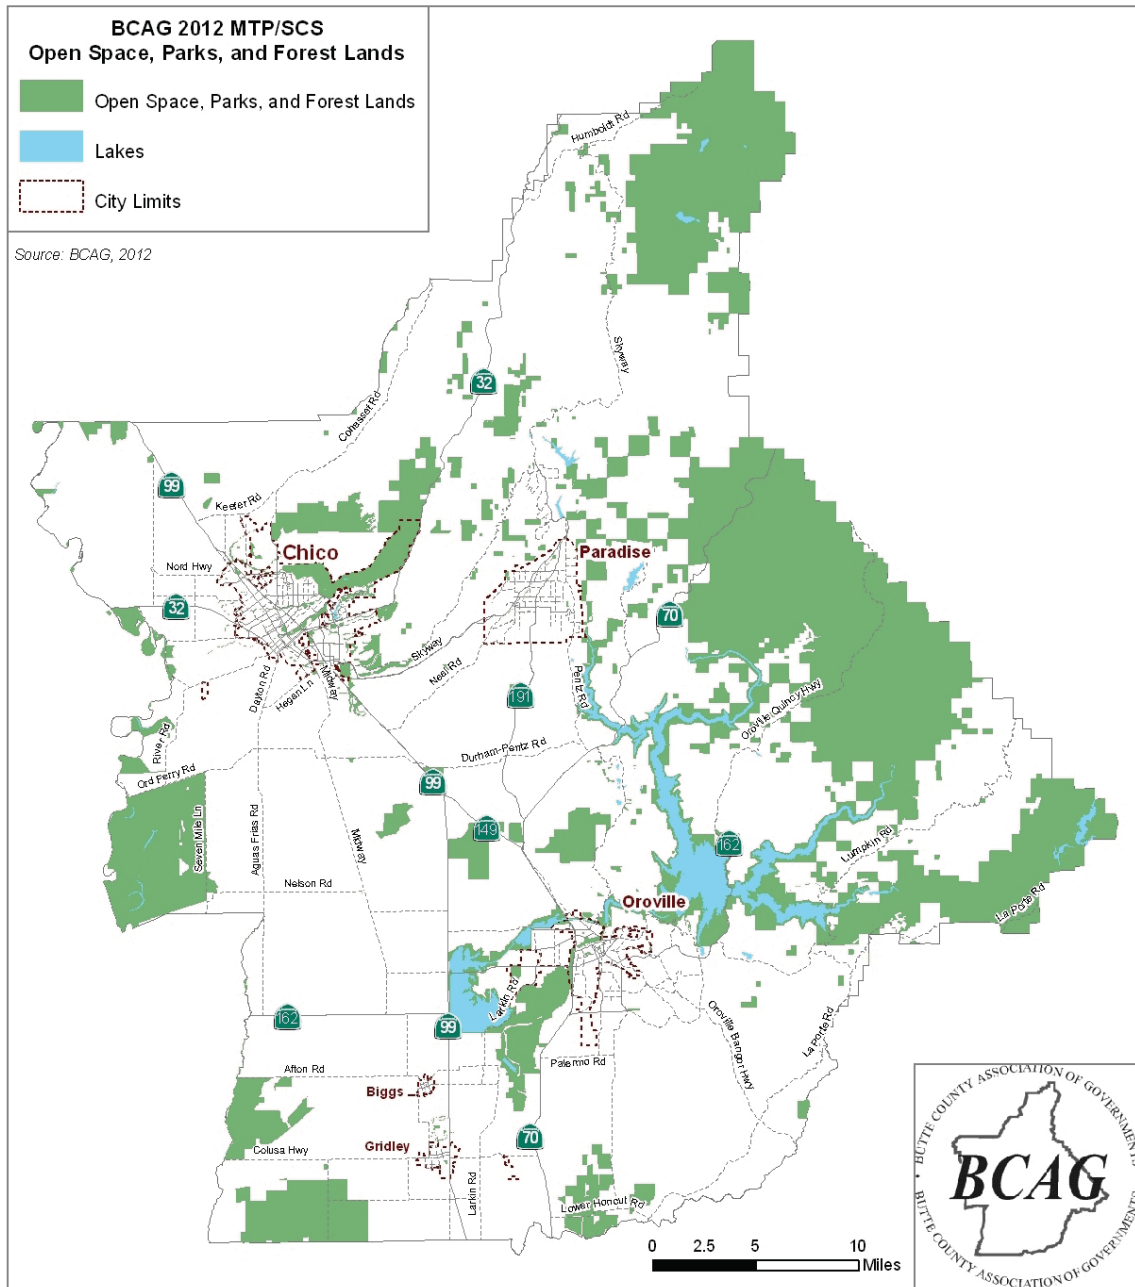 BCAG 2012 MTP/SCS
Open Space, Parks, and Forest Lands
Open Space, Parks, and Forest Lands
Lakes
City Limits
Source: BCAG, 2012
Humboldt Rd
Skyway
32
Cohasset Rd
99
Keefer Rd
Chico
Paradise
Nord Hwy
32
70
Skyway
Neal Rd
Midway
Dayton Rd
Hegan Ln
Pentz Rd
191
Oroville Quincy Hwy
River Rd
Durham-Pentz Rd
Ord Ferry Rd
99
149
Seven Mile Ln
Aguas Frias Rd
Midway
162
Lumpkin Rd
Nelson Rd
Oroville
La Porte Rd
Larkin Rd
162
99
Oroville Bangor Hwy
La Porte Rd
Palermo Rd
Afton Rd
Biggs
70
Gridley
Colusa Hwy
Larkin Rd
Lower Honcut Rd
0 2.5 5 10
Miles
BUTTE COUNTY ASSOCIATION OF GOVERNMENTS
BCAG
• BUTTE COUNTY ASSOCIATION OF GOVERNMENTS